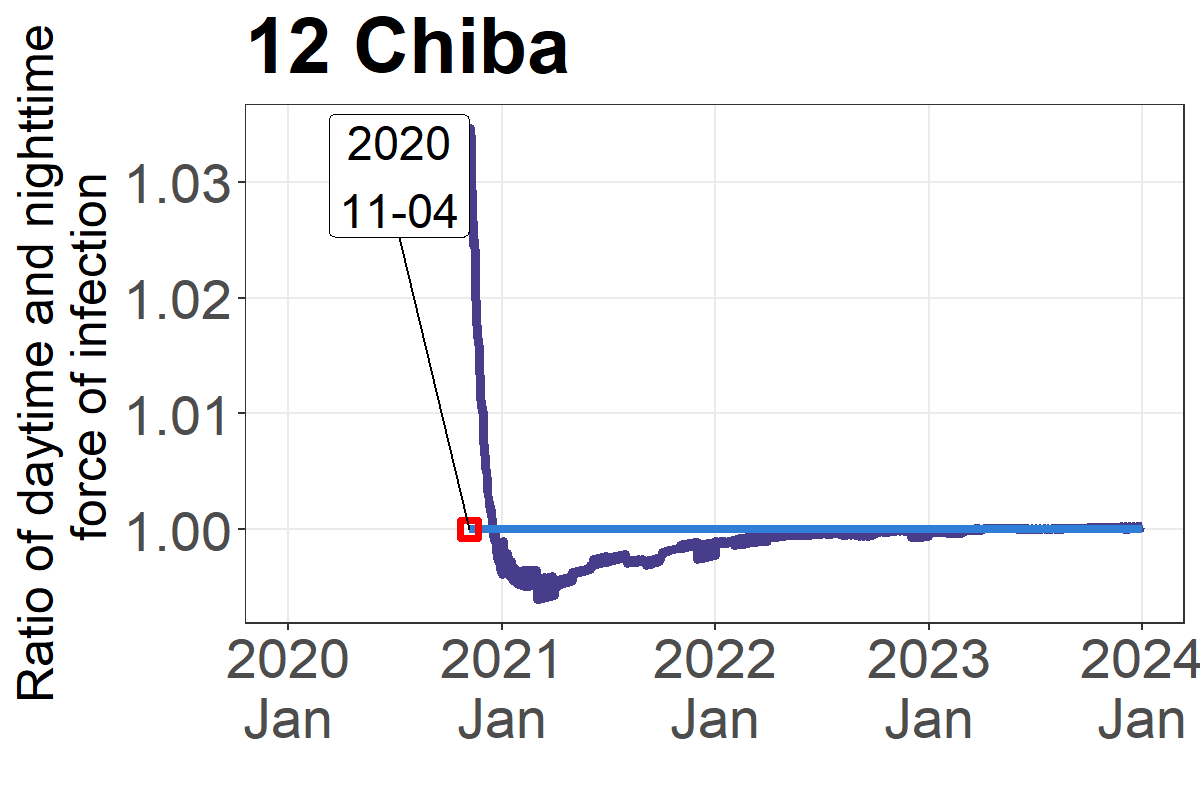 12 Chiba
Ratio of daytime and nighttime
force of infection
1.03
1.02
1.01
1.00
2020
11-04
2020
Jan
2021
Jan
2022
Jan
2023
Jan
2024
Jan